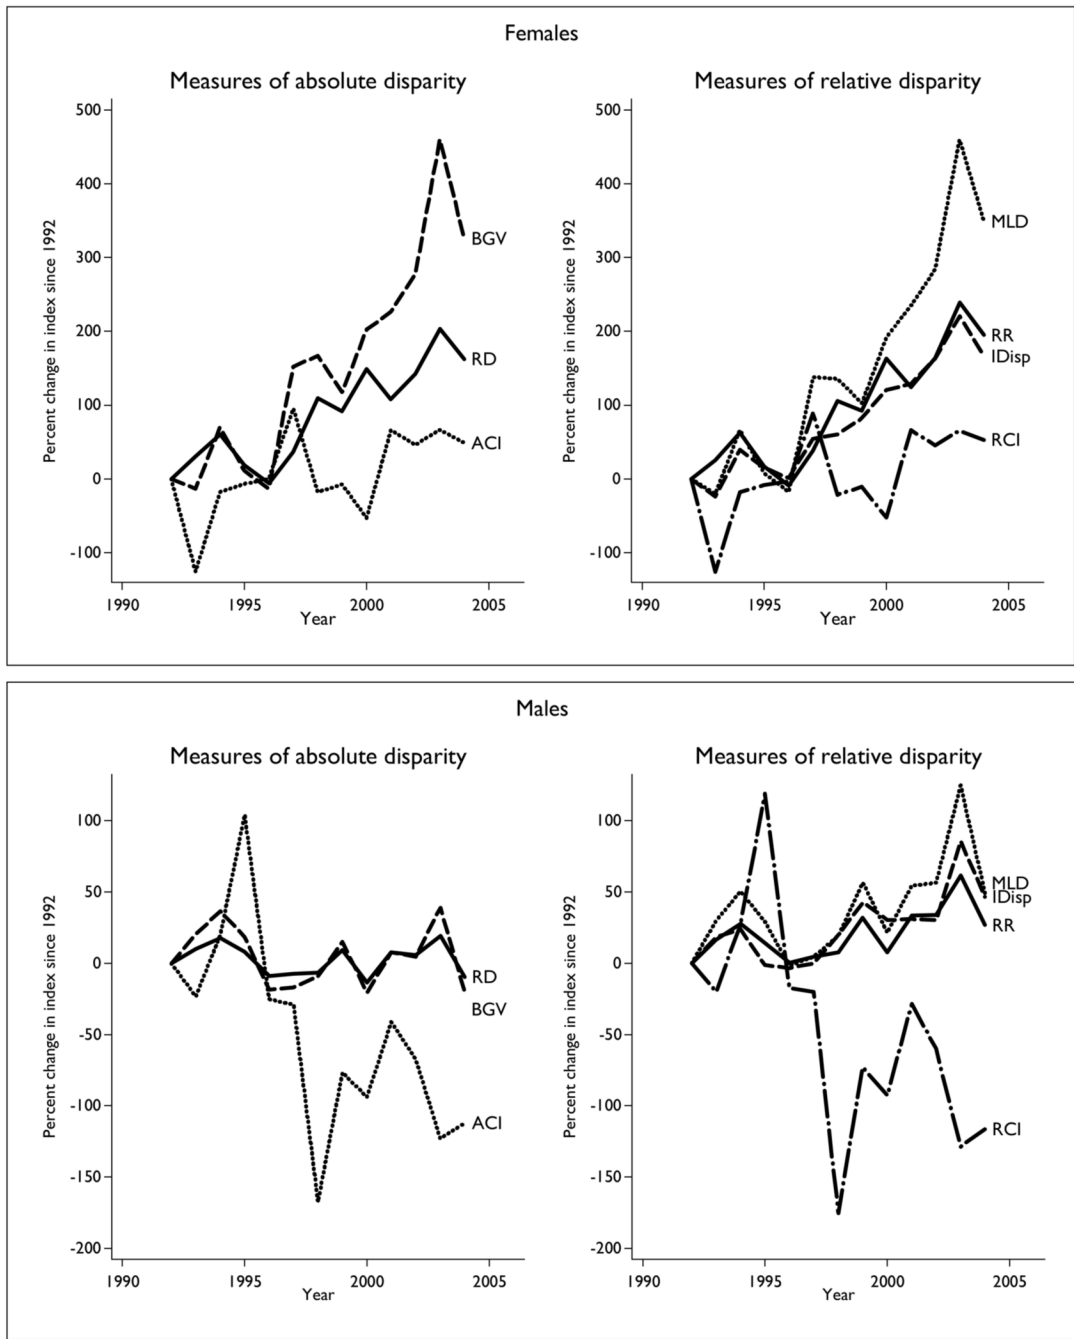 Females
Measures of absolute disparity
Percent change in index since 1992
500
400
300
200
100
0
-100
BGV
RD
ACI
1990
1995
2000
2005
Year
Measures of relative disparity
Percent change in index since 1992
500
400
300
200
100
0
-100
MLD
RR
IDisp
RCI
1990
1995
2000
2005
Year
Males
Measures of absolute disparity
Percent change in index since 1992
100
50
0
-50
-100
-150
-200
RD
BGV
ACI
1990
1995
2000
2005
Year
Measures of relative disparity
Percent change in index since 1992
100
50
0
-50
-100
-150
-200
MLD
IDisp
RR
RCI
1990
1995
2000
2005
Year